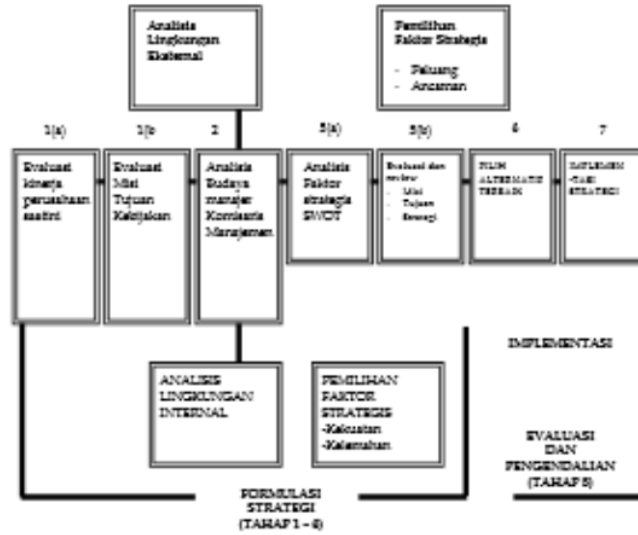 Analisis
Lingkungan
Eksternal
Pemilihan
Faktor Strategis
- Peluang
- Ancaman
1(a)
1(b
2
5(a)
5(b)
6
7
Evaluasi
kinerja
perusahaan
saat ini
Evaluasi
Misi
Tujuan
Kebijakan
Analisis
Budaya
manajer
Komisaris
Manajemen
Analisis
Faktor
strategis
SWOT
Evaluasi dan
review
- Misi
- Tujuan
- Strategi
PILIH
ALTERNATIF
TERBAIK
IMPLEMEN
-TASI
STRATEGI
IMPLEMENTASI
ANALISIS
LINGKUNGAN
INTERNAL
PEMILIHAN
FAKTOR
STRATEGIS
-Kekuatan
-Kelemahan
EVALUASI
DAN
PENGENDALIAN
(TAHAP 8)
FORMULASI
STRATEGI
(TAHAP 1 – 6)